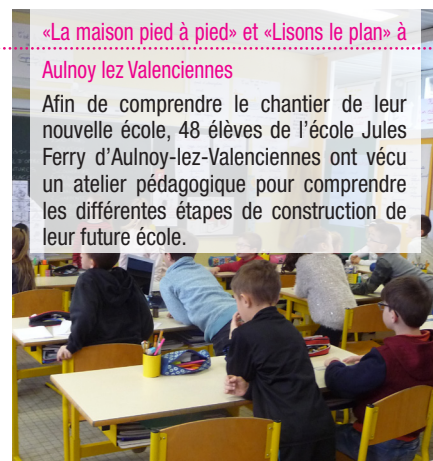 «La maison pied à pied» et «Lisons le plan» à
Aulnoy lez Valenciennes
Afin de comprendre le chantier de leur
nouvelle école, 48 élèves de l'école Jules
Ferry d'Aulnoy-lez-Valenciennes ont vécu
un atelier pédagogique pour comprendre
les différentes étapes de construction de
leur future école.